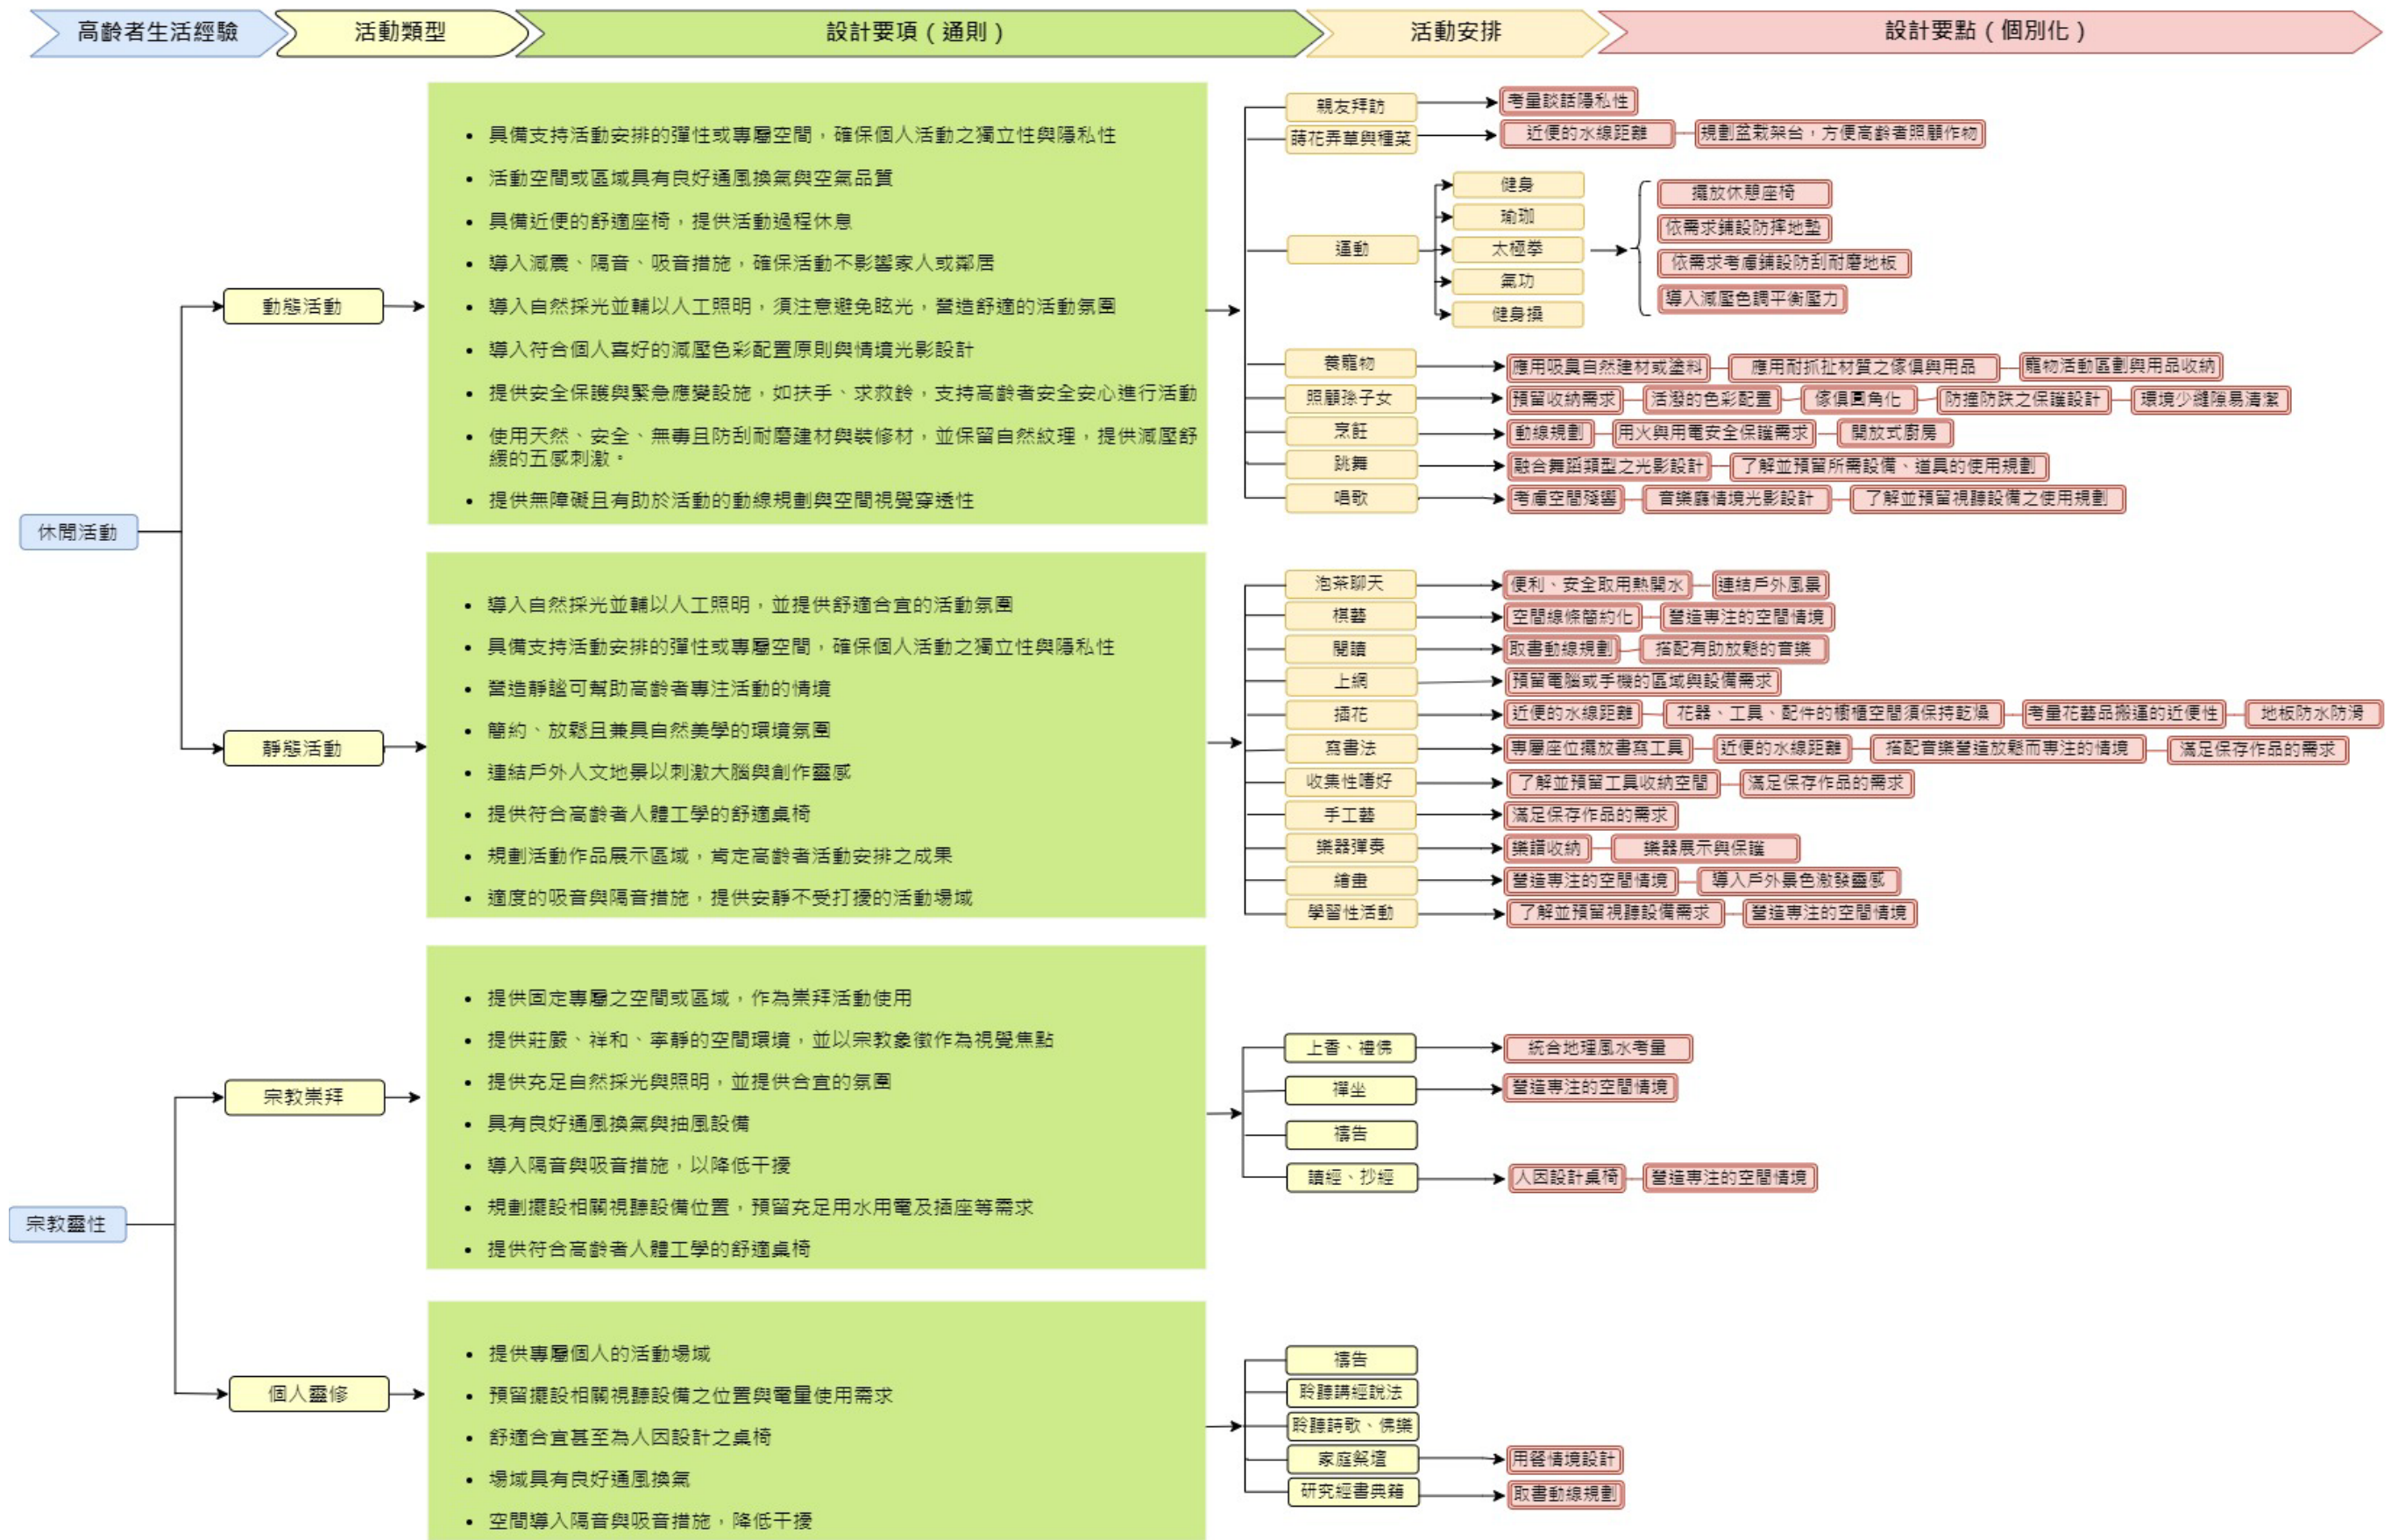 高齡者生活經驗
活動類型
設計要項（通則）
活動安排
設計要點（個別化）
休閒活動
動態活動
• 具備支持活動安排的彈性或專屬空間，確保個人活動之獨立性與隱私性
• 活動空間或區域具有良好通風換氣與空氣品質
• 具備近便的舒適座椅，提供活動過程休息
• 導入減震、隔音、吸音措施，確保活動不影響家人或鄰居
• 導入自然採光並輔以人工照明，須注意避免眩光，營造舒適的活動氛圍
• 導入符合個人喜好的減壓色彩配置原則與情境光影設計
• 提供安全保護與緊急應變設施，如扶手、求救鈴，支持高齡者安全安心進行活動
• 使用天然、安全、無毒且防刮耐磨建材與裝修材，並保留自然紋理，提供減壓舒
緩的五感刺激。
• 提供無障礙且有助於活動的動線規劃與空間視覺穿透性
親友拜訪
考量談話隱私性
蒔花弄草與種菜
近便的水線距離
規劃盆栽架台，方便高齡者照顧作物
運動
健身
瑜珈
太極拳
氣功
健身操
擺放休憩座椅
依需求鋪設防摔地墊
依需求考慮鋪設防刮耐磨地板
導入減壓色調平衡壓力
養寵物
應用吸臭自然建材或塗料
應用耐抓扯材質之傢俱與用品
寵物活動區劃與用品收納
照顧孫子女
預留收納需求
活潑的色彩配置
傢俱圓角化
防撞防跌之保護設計
環境少縫隙易清潔
烹飪
動線規劃
用火與用電安全保護需求
開放式廚房
跳舞
融合舞蹈類型之光影設計
了解並預留所需設備、道具的使用規劃
唱歌
考慮空間殘響
音樂廳情境光影設計
了解並預留視聽設備之使用規劃
靜態活動
• 導入自然採光並輔以人工照明，並提供舒適合宜的活動氛圍
• 具備支持活動安排的彈性或專屬空間，確保個人活動之獨立性與隱私性
• 營造靜謐可幫助高齡者專注活動的情境
• 簡約、放鬆且兼具自然美學的環境氛圍
• 連結戶外人文地景以刺激大腦與創作靈感
• 提供符合高齡者人體工學的舒適桌椅
• 規劃活動作品展示區域，肯定高齡者活動安排之成果
• 適度的吸音與隔音措施，提供安靜不受打擾的活動場域
泡茶聊天
便利、安全取用熱開水
連結戶外風景
棋藝
空間線條簡約化
營造專注的空間情境
閱讀
取書動線規劃
搭配有助放鬆的音樂
上網
預留電腦或手機的區域與設備需求
插花
近便的水線距離
花器、工具、配件的櫥櫃空間須保持乾燥
考量花藝品搬運的近便性
地板防水防滑
寫書法
專屬座位擺放書寫工具
近便的水線距離
搭配音樂營造放鬆而專注的情境
滿足保存作品的需求
收集性嗜好
了解並預留工具收納空間
滿足保存作品的需求
手工藝
滿足保存作品的需求
樂器彈奏
樂譜收納
樂器展示與保護
繪畫
營造專注的空間情境
導入戶外景色激發靈感
學習性活動
了解並預留視聽設備需求
營造專注的空間情境
宗教靈性
宗教崇拜
• 提供固定專屬之空間或區域，作為崇拜活動使用
• 提供莊嚴、祥和、寧靜的空間環境，並以宗教象徵作為視覺焦點
• 提供充足自然採光與照明，並提供合宜的氛圍
• 具有良好通風換氣與抽風設備
• 導入隔音與吸音措施，以降低干擾
• 規劃擺設相關視聽設備位置，預留充足用水用電及插座等需求
• 提供符合高齡者人體工學的舒適桌椅
上香、禮佛
統合地理風水考量
禪坐
營造專注的空間情境
禱告
讀經、抄經
人因設計桌椅
營造專注的空間情境
個人靈修
• 提供專屬個人的活動場域
• 預留擺設相關視聽設備之位置與電量使用需求
• 舒適合宜甚至為人因設計之桌椅
• 場域具有良好通風換氣
• 空間導入隔音與吸音措施，降低干擾
禱告
聆聽講經說法
聆聽詩歌、佛樂
家庭祭壇
用餐情境設計
研究經書典籍
取書動線規劃